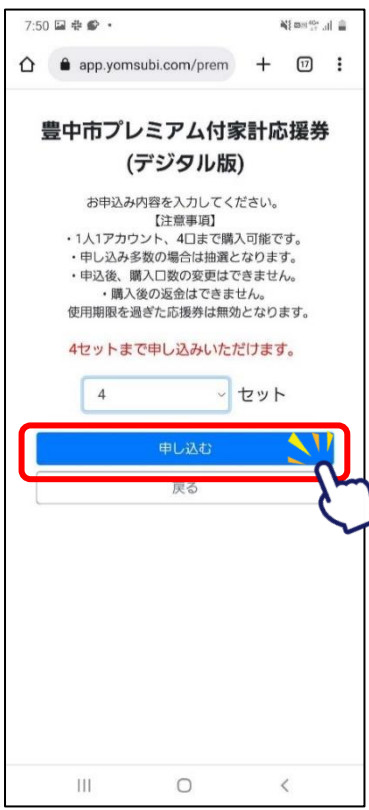 7:50
app.yomsubi.com/prem
17
豊中市プレミアム付家計応援券
(デジタル版)
お申込み内容を入力してください。
【注意事項】
・1人1アカウント、4口まで購入可能です。
・申し込み多数の場合は抽選となります。
・申込後、購入口数の変更はできません。
・購入後の返金はできません。
使用期限を過ぎた応援券は無効となります。
4セットまで申し込みいただけます。
4 セット
申し込む
戻る